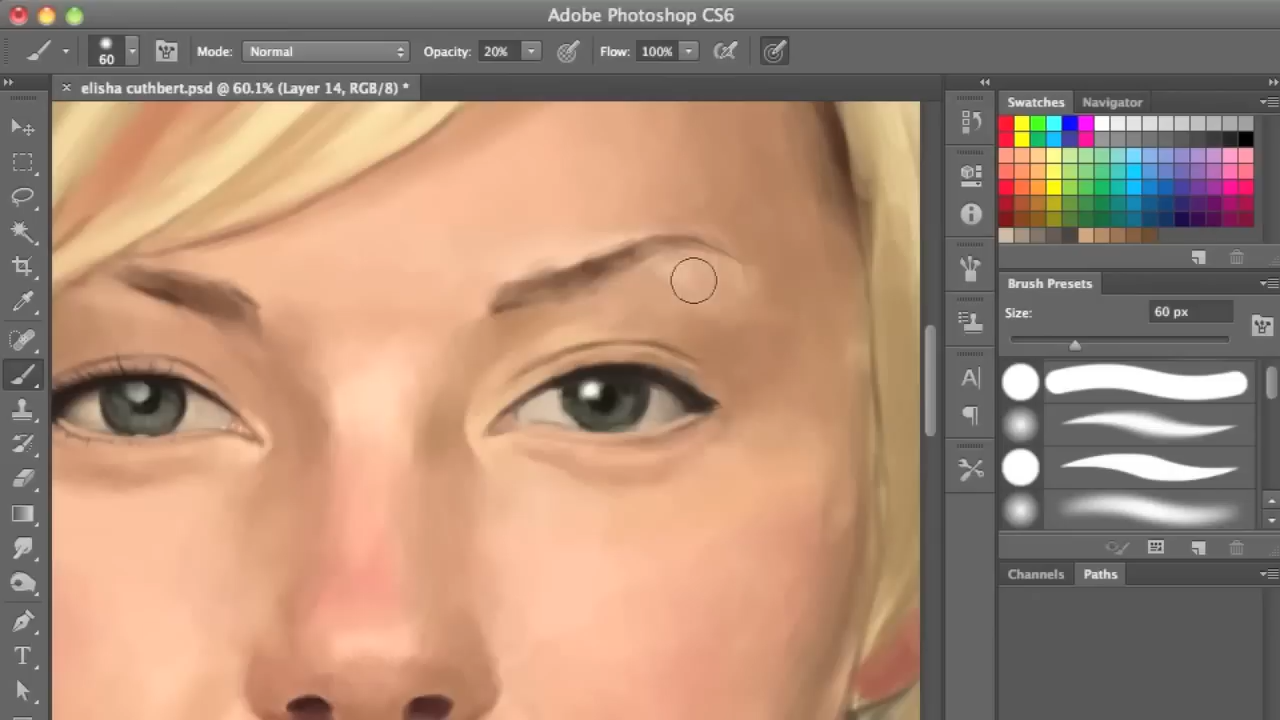 Adobe Photoshop CS6
60
Mode: Normal
Opacity: 20%
Flow: 100%
elisha cuthbert.psd @ 60.1% (Layer 14, RGB/8) *
Swatches
Navigator
Brush Presets
Size: 60 px
Channels
Paths